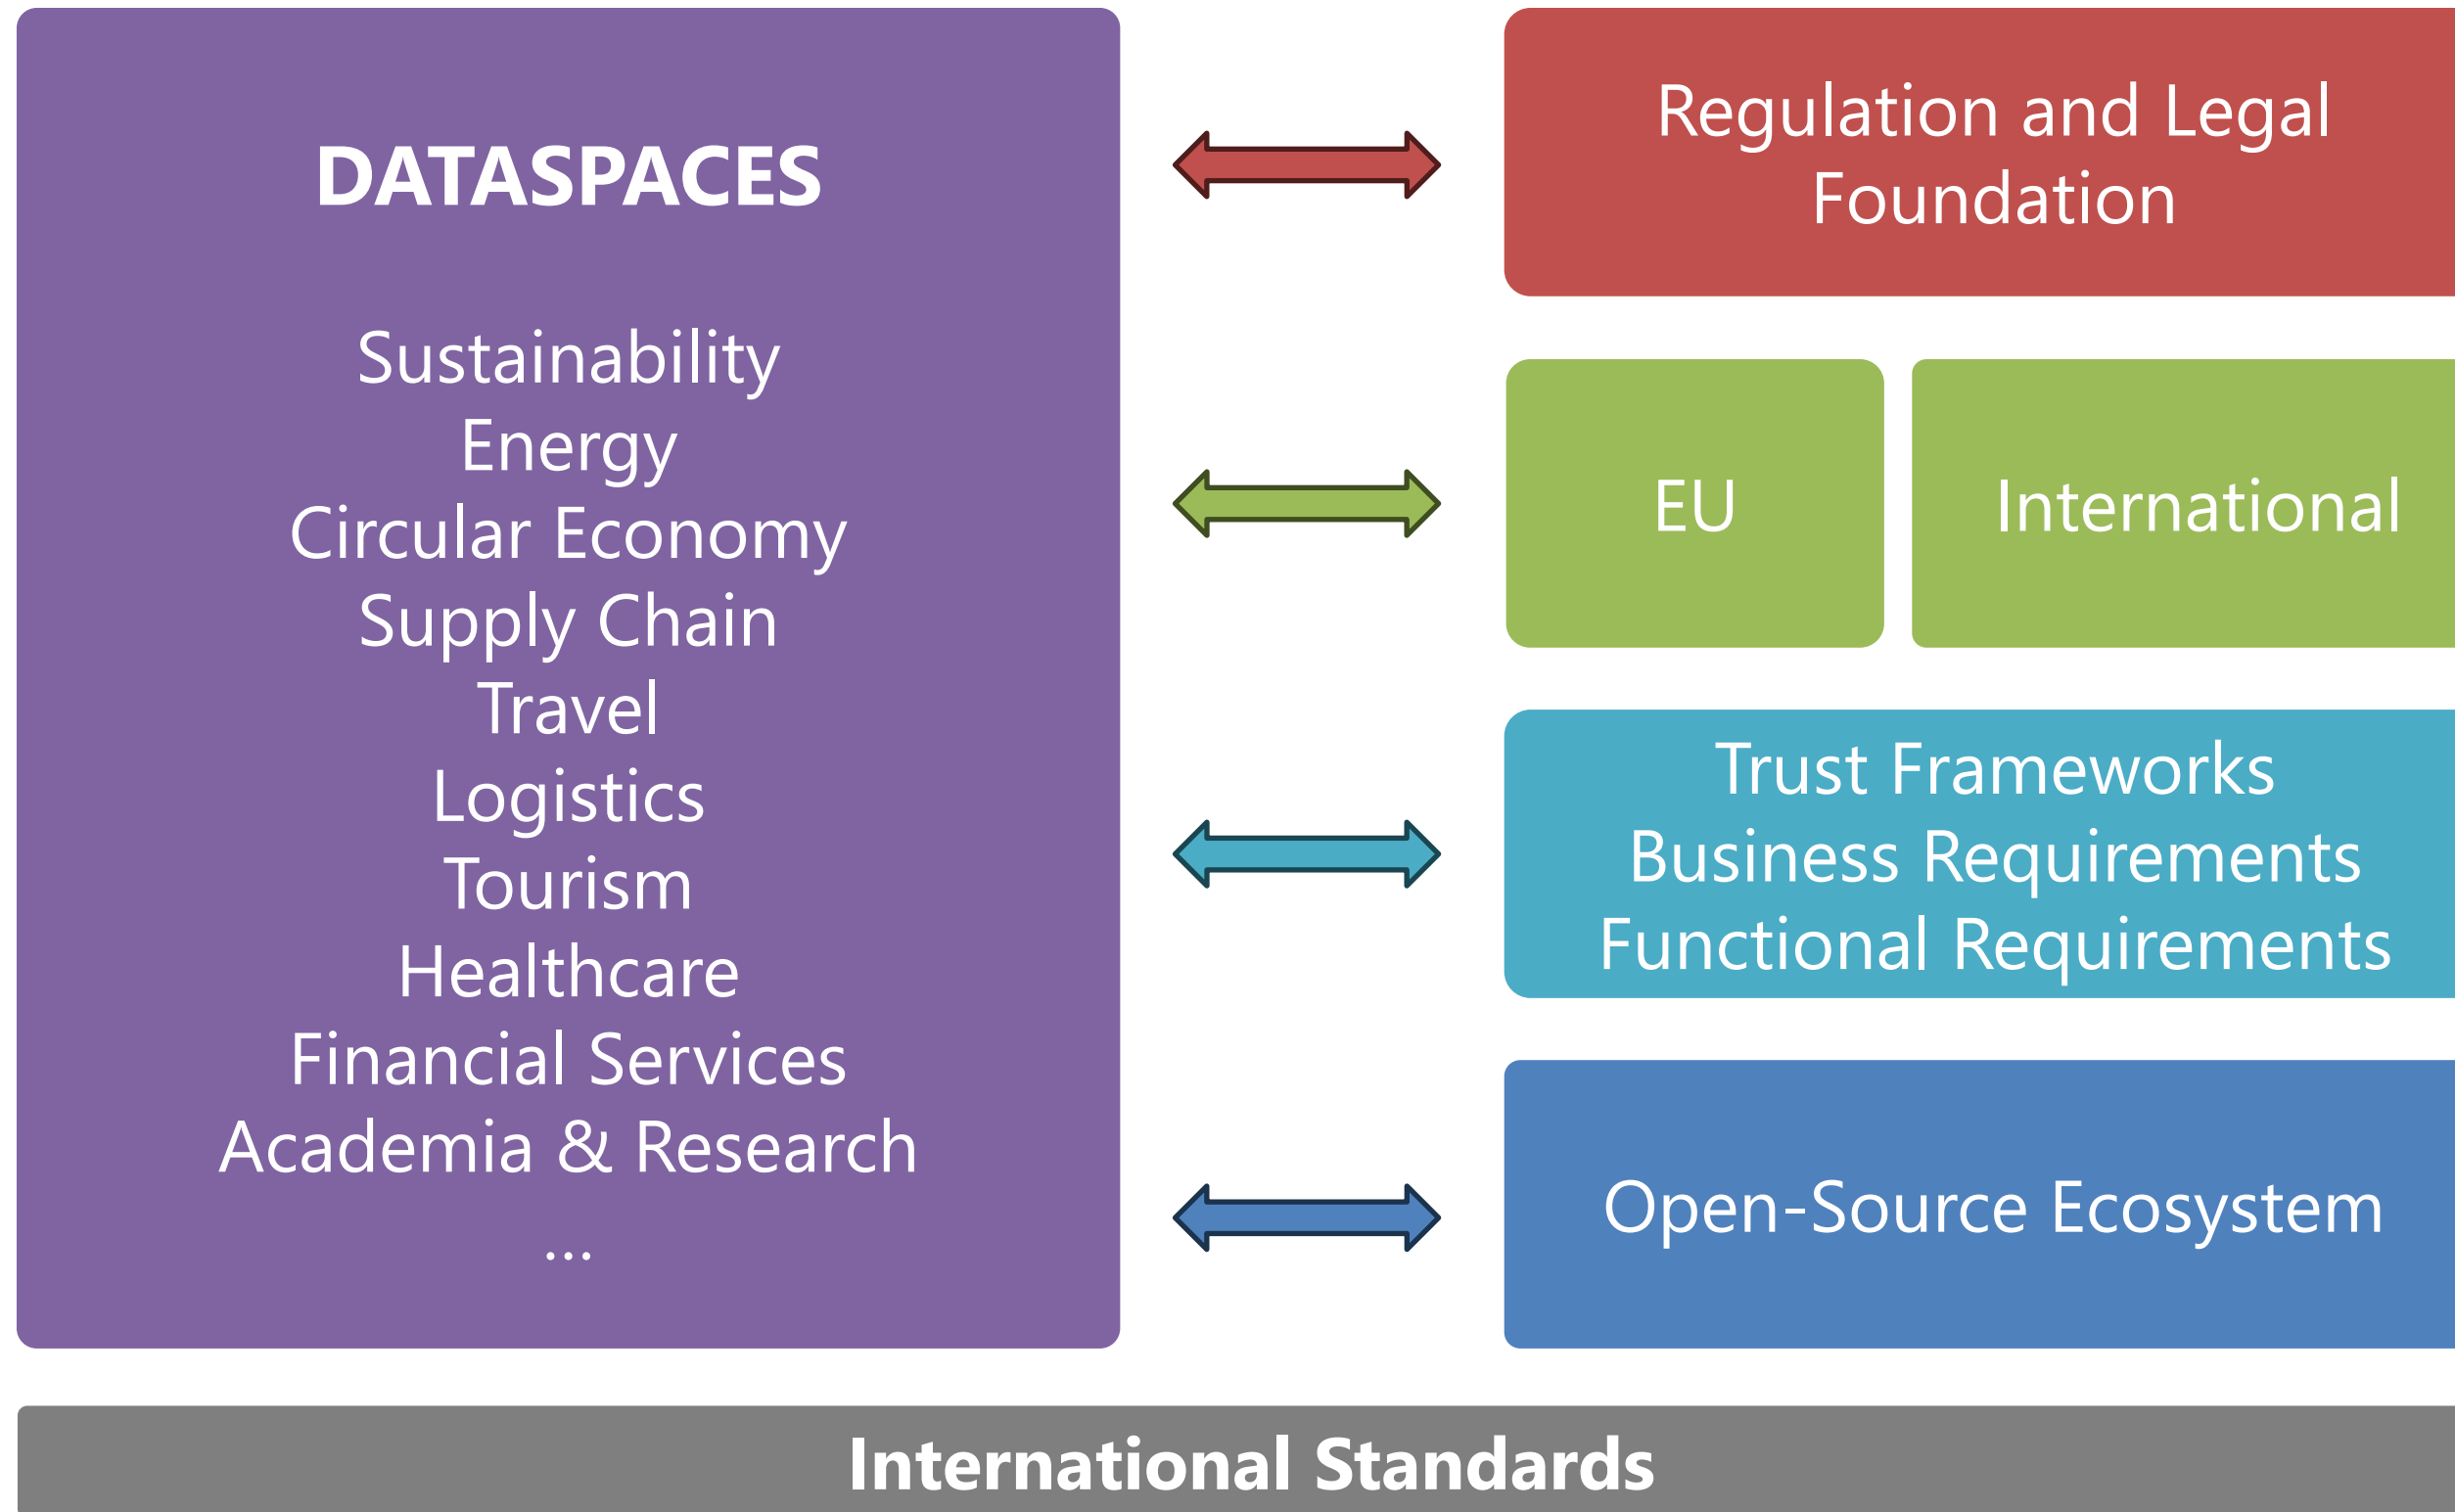 DATASPACES
Sustainability
Energy
Circular Economy
Supply Chain
Travel
Logistics
Tourism
Healthcare
Financial Services
Academia & Research
...
Regulation and Legal
Foundation
EU
International
Trust Frameworks
Business Requirements
Functional Requirements
Open-Source Ecosystem
International Standards